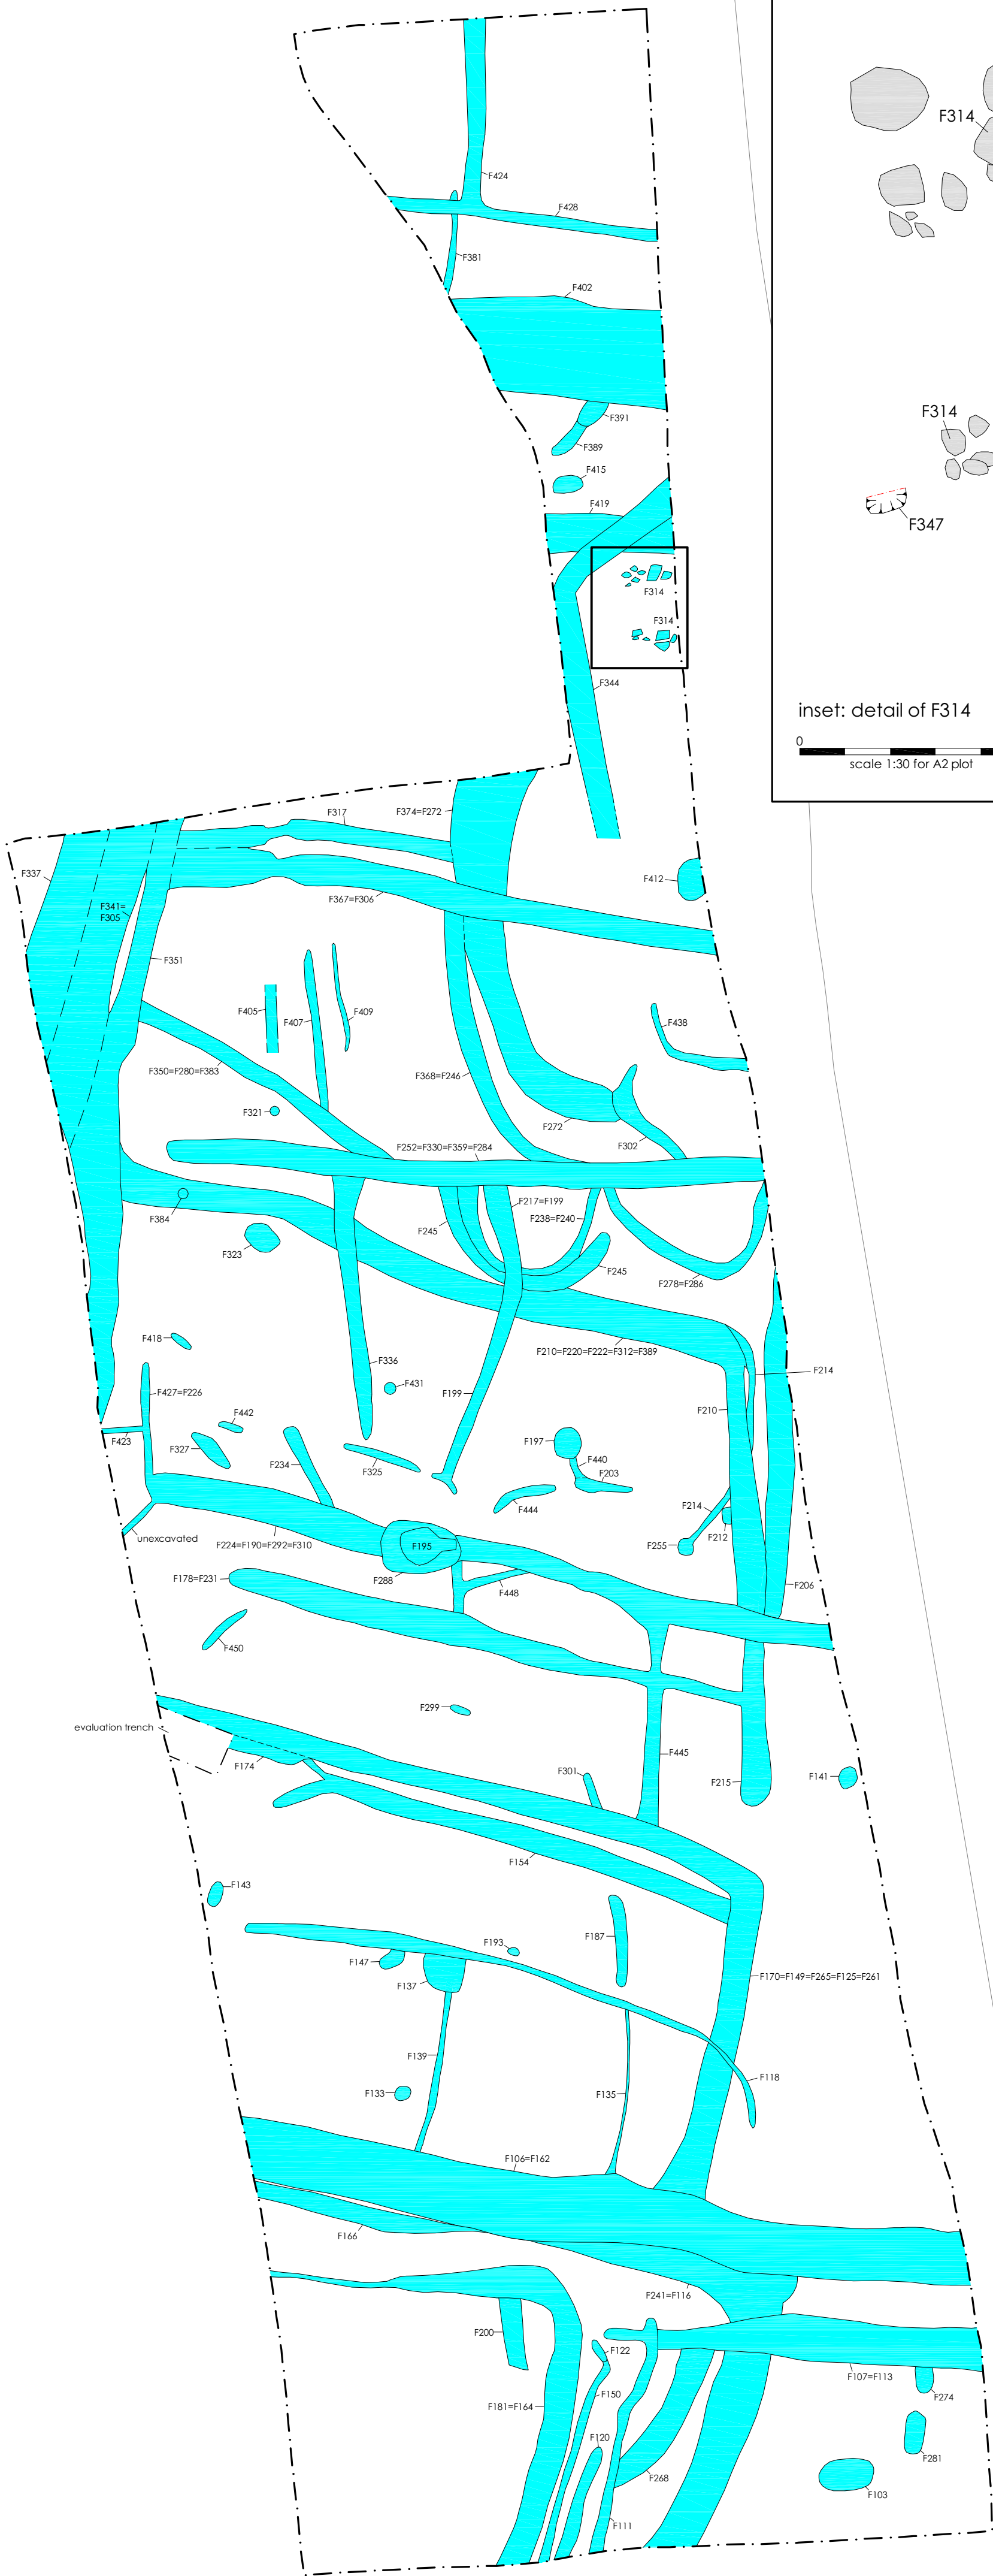 F314
F424
F428
F381
F402
F391
F389
F314
F415
F419
F347
F314
F314
F344
inset: detail of F314
0
scale 1:30 for A2 plot
F317
F374=F272
F337
F412
F367=F306
F341=
F305
F351
F405
F407
F409
F438
F350=F280=F383
F368=F246
F321
F272
F302
F252=F330=F359=F284
F217=F199
F384
F238=F240
F245
F323
F245
F278=F286
F418
F210=F220=F222=F312=F389
F336
F214
F431
F427=F226
F199
F210
F442
F423
F327
F197
F234
F325
F440
F203
F444
F214
unexcavated
F212
F224=F190=F292=F310
F195
F255
F288
F178=F231
F448
F206
F450
F299
evaluation trench
F445
F174
F301
F141
F215
F154
F143
F187
F193
F147
F170=F149=F265=F125=F261
F137
F139
F118
F133
F135
F106=F162
F166
F241=F116
F200
F122
F107=F113
F150
F274
F181=F164
F120
F281
F268
F103
F111